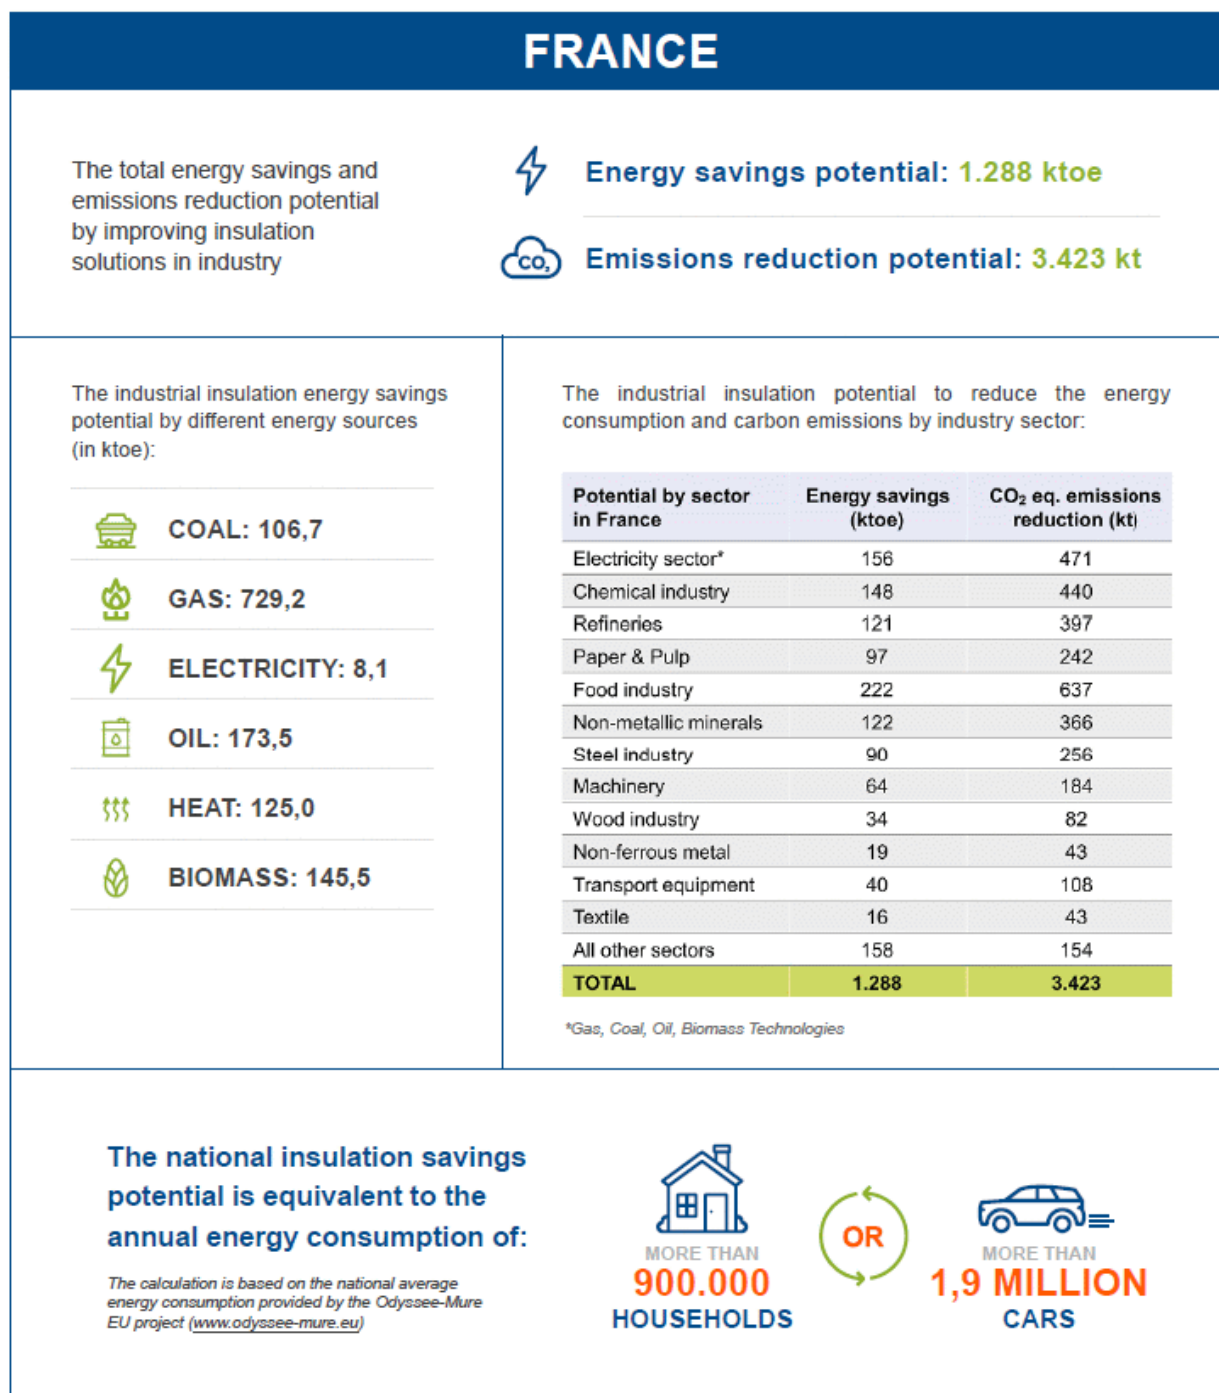 FRANCE
The total energy savings and
emissions reduction potential
by improving insulation
solutions in industry
Energy savings potential: 1.288 ktoe
CO₂
Emissions reduction potential: 3.423 kt
The industrial insulation energy savings
potential by different energy sources
(in ktoe):
COAL: 106,7
GAS: 729,2
ELECTRICITY: 8,1
OIL: 173,5
HEAT: 125,0
BIOMASS: 145,5
The industrial insulation potential to reduce the energy
consumption and carbon emissions by industry sector:
Potential by sector in France | Energy savings (ktoe) | CO₂ eq. emissions reduction (kt)
Electricity sector* 156 471
Chemical industry 148 440
Refineries 121 397
Paper & Pulp 97 242
Food industry 222 637
Non-metallic minerals 122 366
Steel industry 90 256
Machinery 64 184
Wood industry 34 82
Non-ferrous metal 19 43
Transport equipment 40 108
Textile 16 43
All other sectors 158 154
TOTAL 1.288 3.423
*Gas, Coal, Oil, Biomass Technologies
The national insulation savings
potential is equivalent to the
annual energy consumption of:
The calculation is based on the national average
energy consumption provided by the Odyssee-Mure
EU project (www.odyssee-mure.eu)
MORE THAN
900.000
HOUSEHOLDS
OR
MORE THAN
1,9 MILLION
CARS